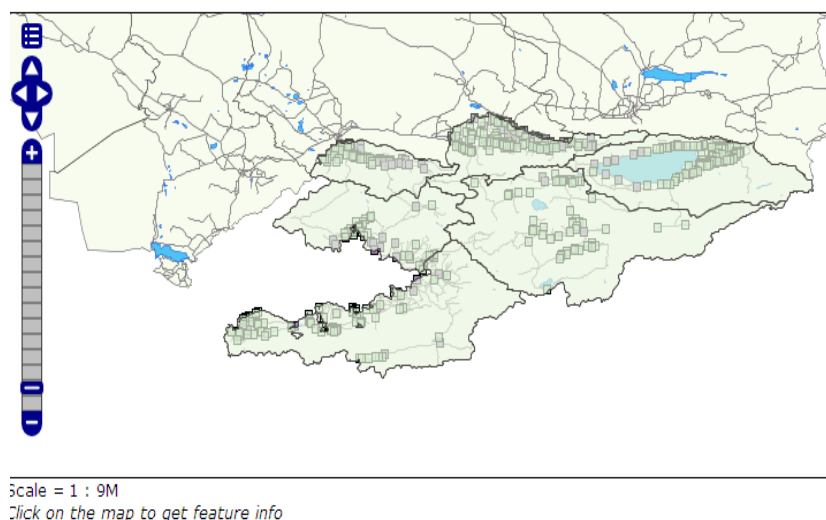 Scale = 1 : 9M
Click on the map to get feature info